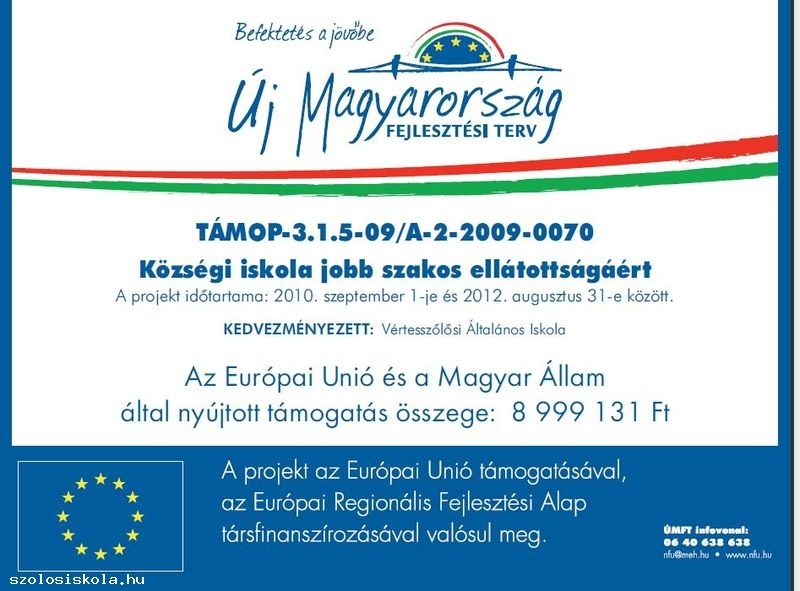 Befektetés a jövőbe
Új Magyarország
FEJLESZTÉSI TERV
TÁMOP-3.1.5-09/A-2-2009-0070
Községi iskola jobb szakos ellátottságáért
A projekt időtartama: 2010. szeptember 1-je és 2012. augusztus 31-e között.
KEDVEZMÉNYEZETT: Vértesszőlősi Általános Iskola
Az Európai Unió és a Magyar Állam
által nyújtott támogatás összege: 8 999 131 Ft
A projekt az Európai Unió támogatásával,
az Európai Regionális Fejlesztési Alap
társfinanszírozásával valósul meg.
ÚMFT infovonal:
06 40 638 638
nfu@meh.hu • www.nfu.hu
szolosiskola.hu